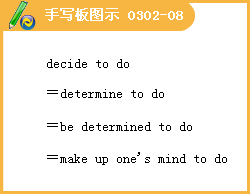 手写板图示 0302-08
decide to do
=determine to do
=be determined to do
=make up one's mind to do